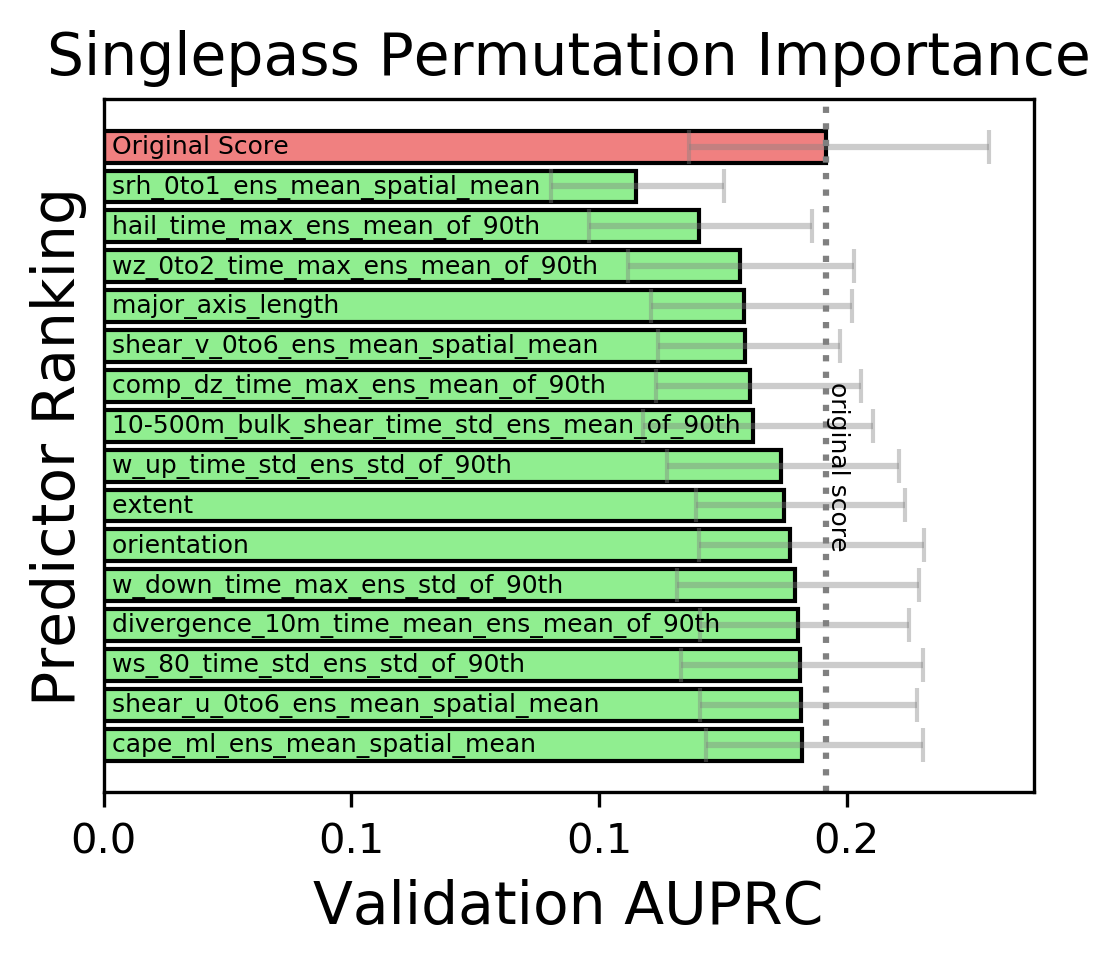 Singlepass Permutation Importance
Predictor Ranking
Original Score
srh_0to1_ens_mean_spatial_mean
hail_time_max_ens_mean_of_90th
wz_0to2_time_max_ens_mean_of_90th
major_axis_length
shear_v_0to6_ens_mean_spatial_mean
comp_dz_time_max_ens_mean_of_90th
10-500m_bulk_shear_time_std_ens_mean_of_90th
w_up_time_std_ens_std_of_90th
extent
orientation
w_down_time_max_ens_std_of_90th
divergence_10m_time_mean_ens_mean_of_90th
ws_80_time_std_ens_std_of_90th
shear_u_0to6_ens_mean_spatial_mean
cape_ml_ens_mean_spatial_mean
original score
0.0 0.1 0.1 0.2
Validation AUPRC